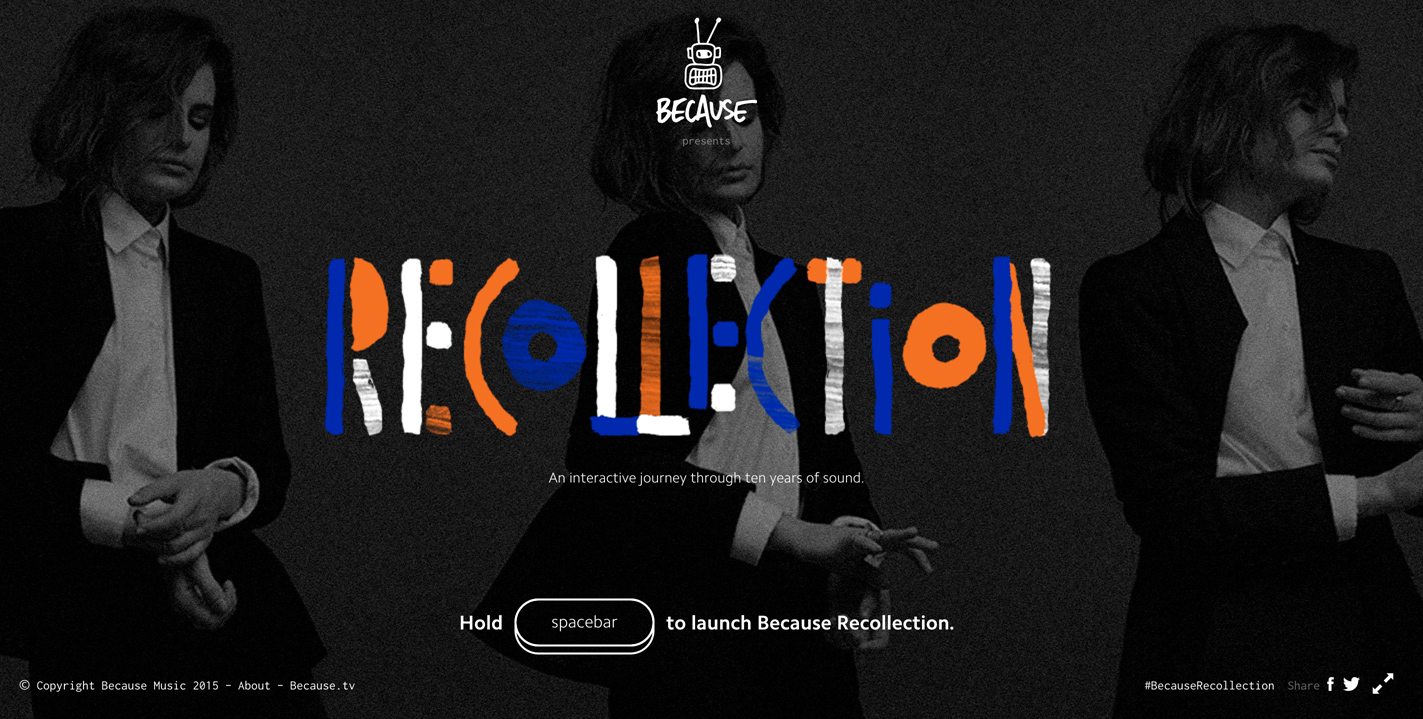 BECAUSE
presents
RECOLLECTiON
An interactive journey through ten years of sound.
Hold spacebar to launch Because Recollection.
© Copyright Because Music 2015 – About – Because.tv
#BecauseRecollection Share